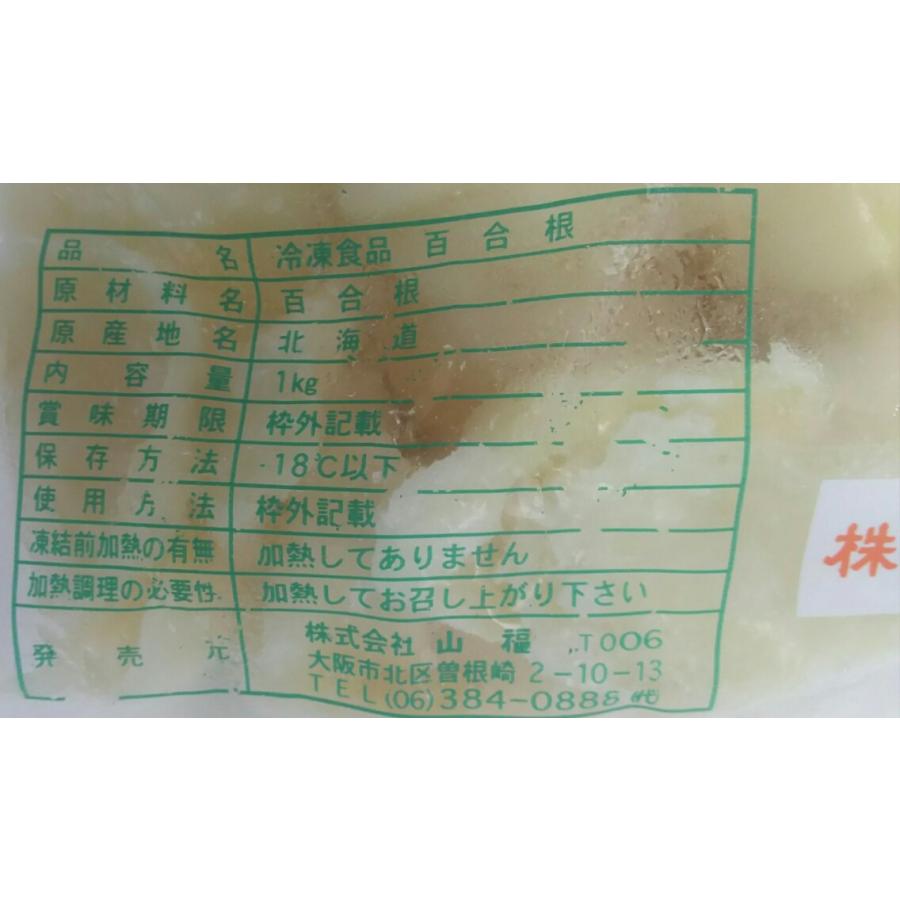 品名 冷凍食品 百合根
原材料名 百合根
原産地名 北海道
内容量 1kg
賞味期限 枠外記載
保存方法 -18℃以下
使用方法 枠外記載
凍結前加熱の有無 加熱してありません
加熱調理の必要性 加熱してお召し上がり下さい
発売元 株式会社 山福 T006
大阪市北区曽根崎2-10-13
TEL(06)384-0888(代)
株